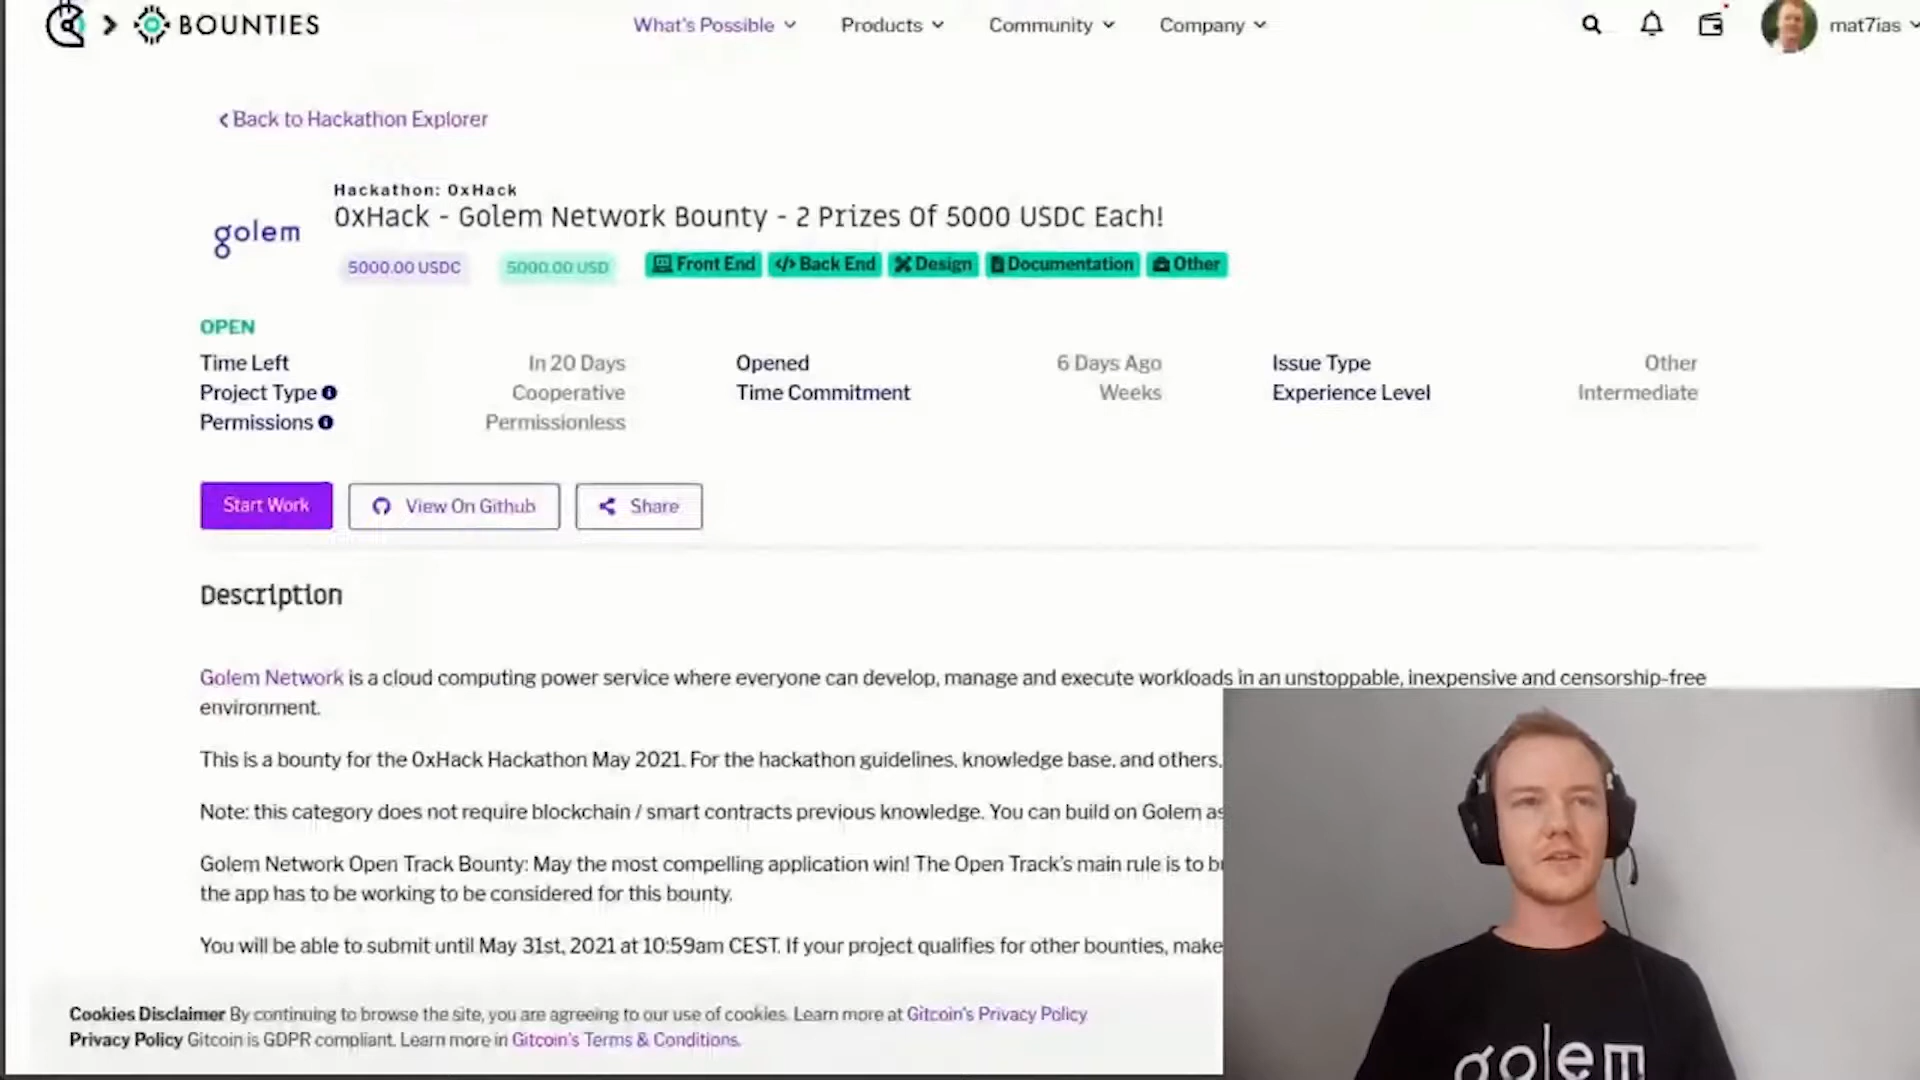 BOUNTIES
What's Possible
Products
Community
Company
mat7ias
Back to Hackathon Explorer
golem
Hackathon: 0xHack
0xHack - Golem Network Bounty - 2 Prizes Of 5000 USDC Each!
5000.00 USDC 5000.00 USD Front End Back End Design Documentation Other
OPEN
Time Left In 20 Days Opened 6 Days Ago Issue Type Other
Project Type Cooperative Time Commitment Weeks Experience Level Intermediate
Permissions Permissionless
Start Work View On Github Share
Description
Golem Network is a cloud computing power service where everyone can develop, manage and execute workloads in an unstoppable, inexpensive and censorship-free
environment.
This is a bounty for the 0xHack Hackathon May 2021. For the hackathon guidelines, knowledge base, and others,
Note: this category does not require blockchain / smart contracts previous knowledge. You can build on Golem as
Golem Network Open Track Bounty: May the most compelling application win! The Open Track's main rule is to
the app has to be working to be considered for this bounty.
You will be able to submit until May 31st, 2021 at 10:59am CEST. If your project qualifies for other bounties, make
Cookies Disclaimer By continuing to browse the site, you are agreeing to our use of cookies. Learn more at Gitcoin's Privacy Policy
Privacy Policy Gitcoin is GDPR compliant. Learn more in Gitcoin's Terms & Conditions.
golem